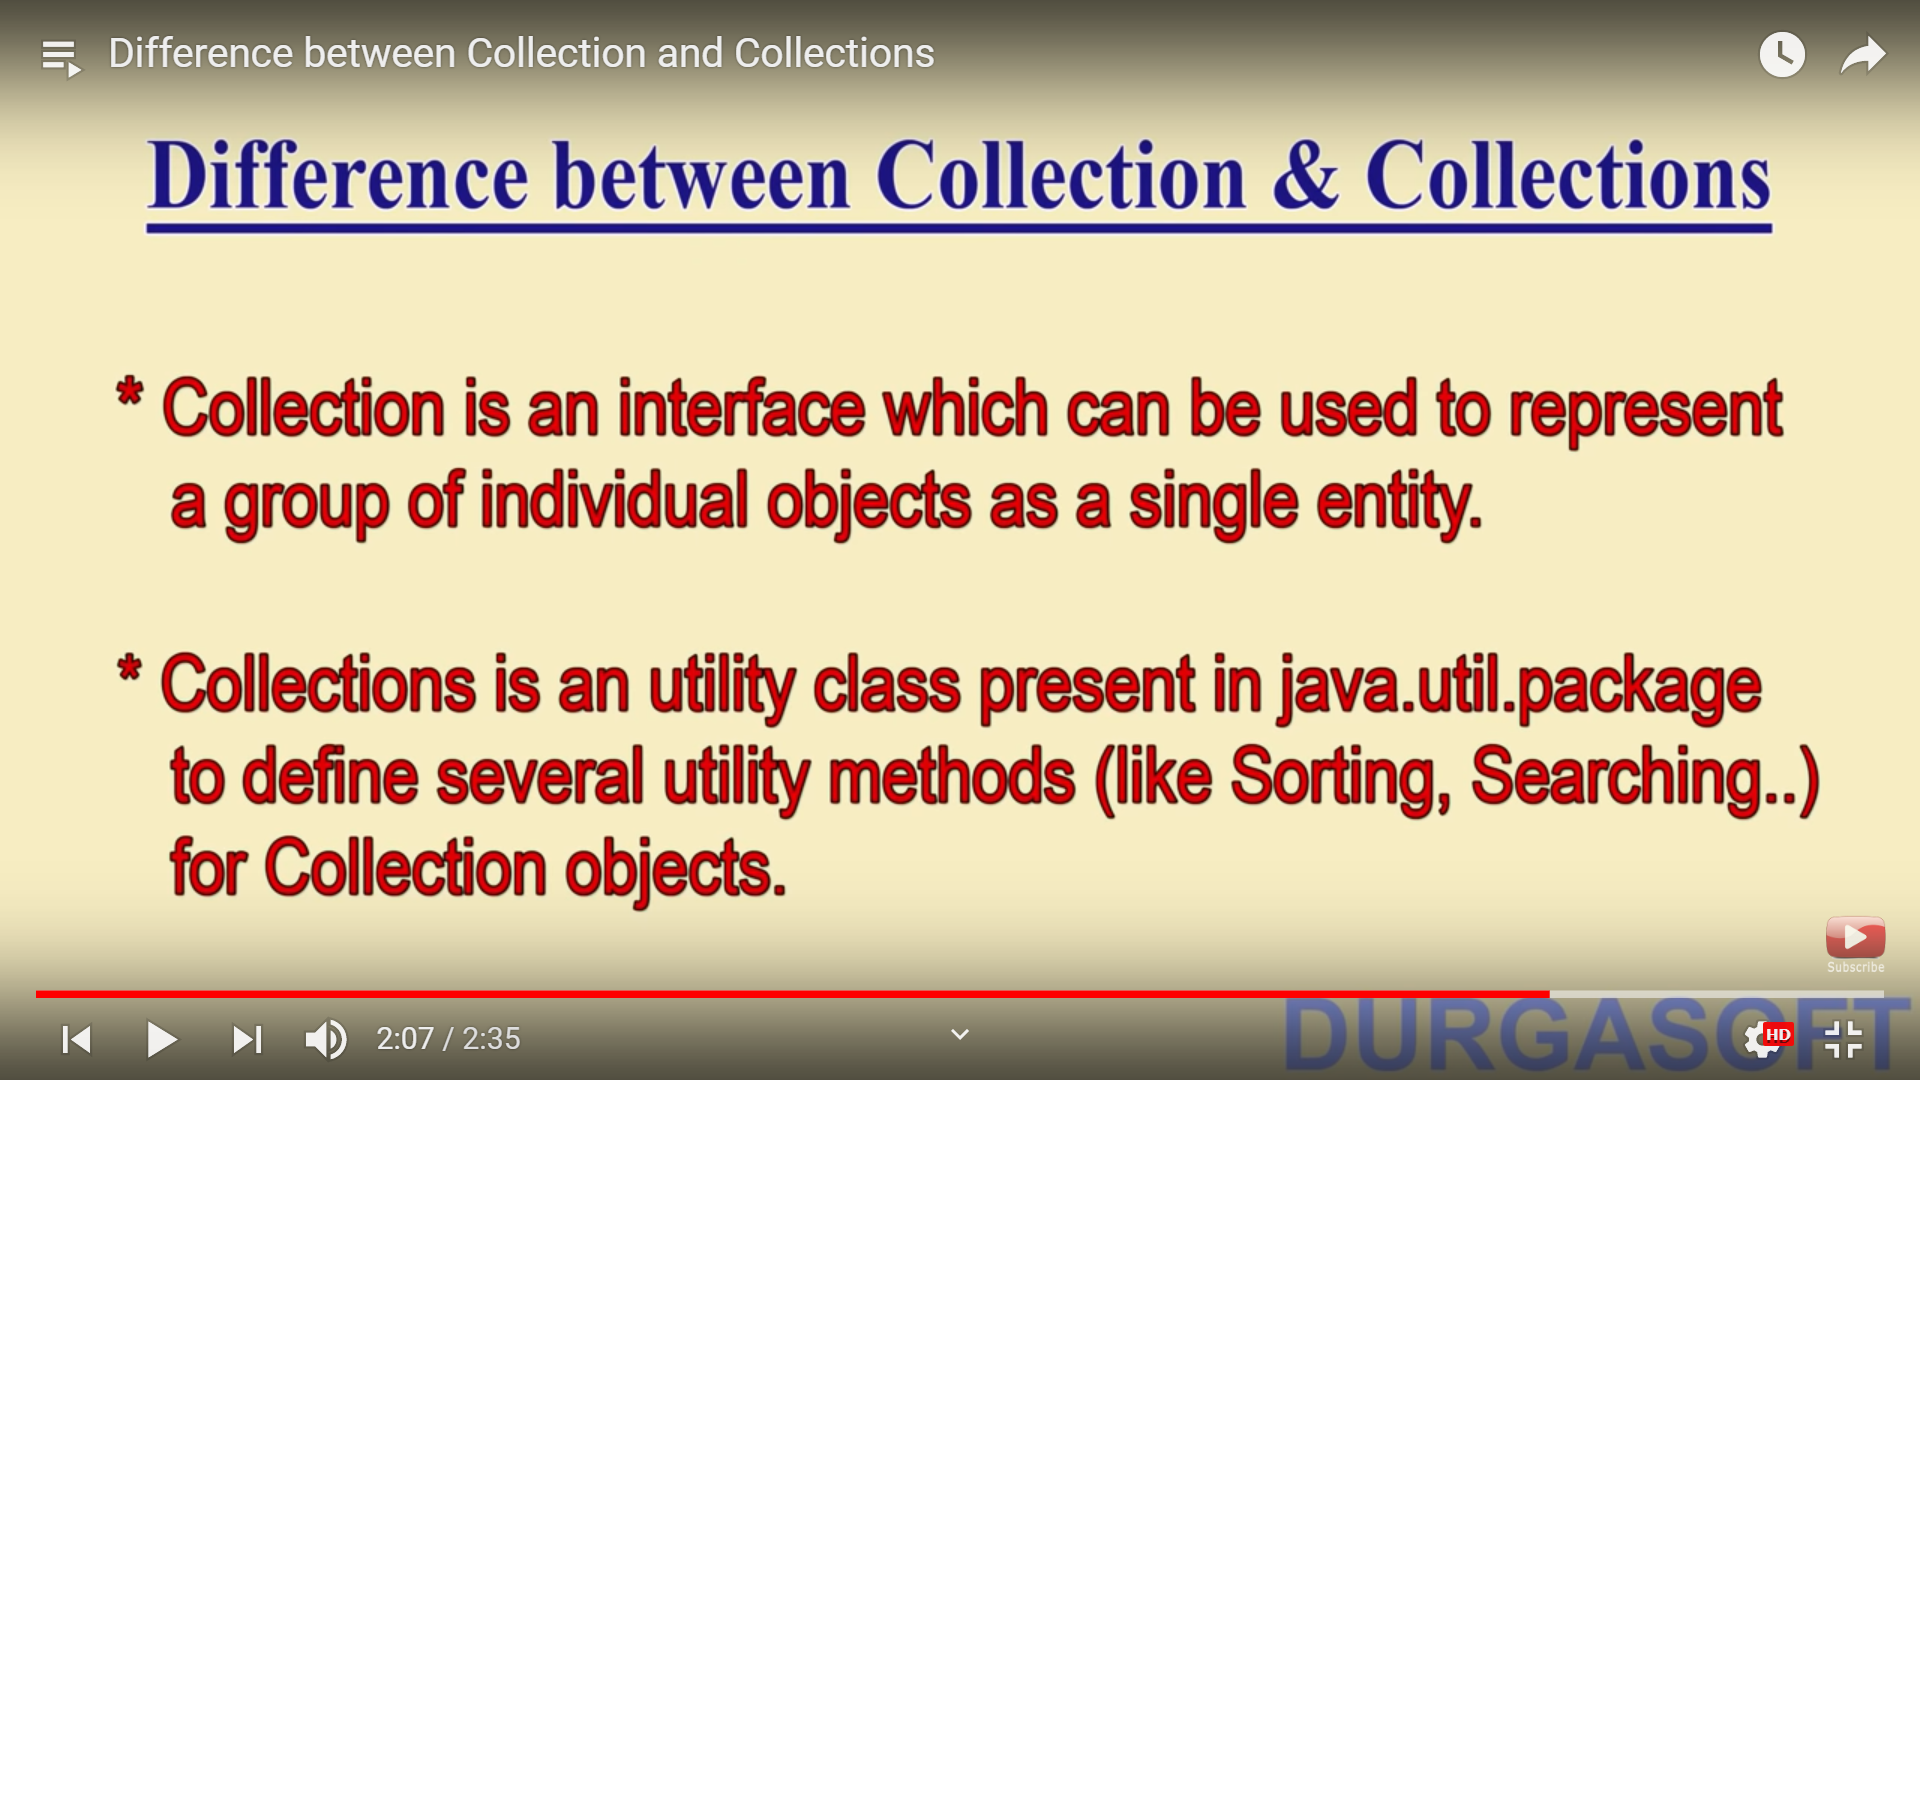 Difference between Collection and Collections
Difference between Collection & Collections
* Collection is an interface which can be used to represent
a group of individual objects as a single entity.
* Collections is an utility class present in java.util.package
to define several utility methods (like Sorting, Searching..)
for Collection objects.
Subscribe
2:07 / 2:35
DURGASOFT
HD